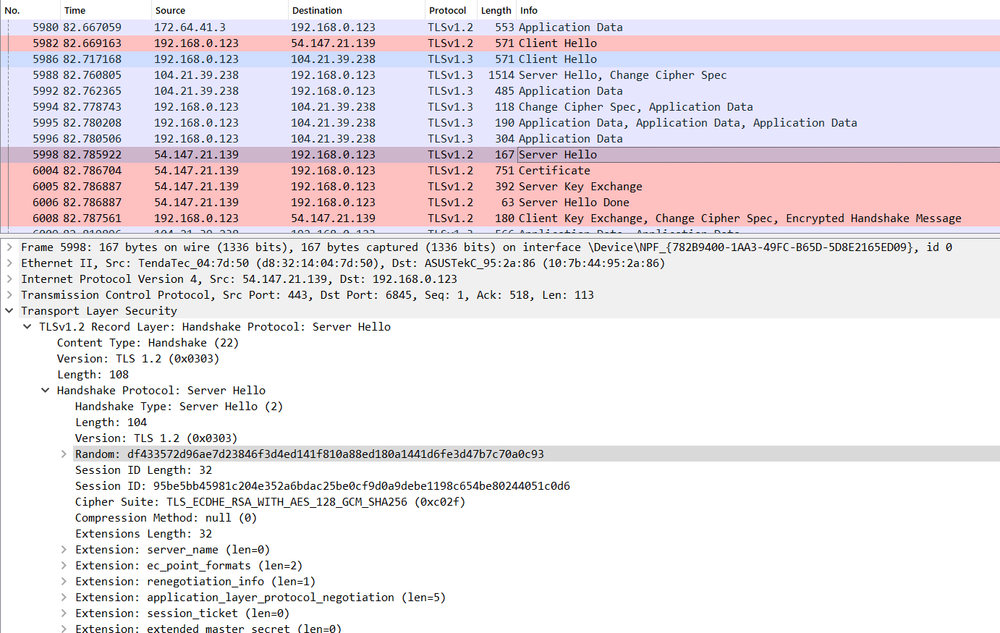 No. Time Source Destination Protocol Length Info
5980 82.667059 172.64.41.3 192.168.0.123 TLSv1.2 553 Application Data
5982 82.669163 192.168.0.123 54.147.21.139 TLSv1.2 571 Client Hello
5986 82.717168 192.168.0.123 104.21.39.238 TLSv1.3 571 Client Hello
5988 82.760805 104.21.39.238 192.168.0.123 TLSv1.3 1514 Server Hello, Change Cipher Spec
5992 82.762365 104.21.39.238 192.168.0.123 TLSv1.3 485 Application Data
5994 82.778743 192.168.0.123 104.21.39.238 TLSv1.3 118 Change Cipher Spec, Application Data
5995 82.780208 192.168.0.123 104.21.39.238 TLSv1.3 190 Application Data, Application Data, Application Data
5996 82.780506 192.168.0.123 104.21.39.238 TLSv1.3 304 Application Data
5998 82.785922 54.147.21.139 192.168.0.123 TLSv1.2 167 Server Hello
6004 82.786704 54.147.21.139 192.168.0.123 TLSv1.2 751 Certificate
6005 82.786887 54.147.21.139 192.168.0.123 TLSv1.2 392 Server Key Exchange
6006 82.786887 54.147.21.139 192.168.0.123 TLSv1.2 63 Server Hello Done
6008 82.787561 192.168.0.123 54.147.21.139 TLSv1.2 180 Client Key Exchange, Change Cipher Spec, Encrypted Handshake Message
Frame 5998: 167 bytes on wire (1336 bits), 167 bytes captured (1336 bits) on interface \Device\NPF_{782B9400-1AA3-49FC-B65D-5D8E2165ED09}, id 0
Ethernet II, Src: TendaTec_04:7d:50 (d8:32:14:04:7d:50), Dst: ASUSTekC_95:2a:86 (10:7b:44:95:2a:86)
Internet Protocol Version 4, Src: 54.147.21.139, Dst: 192.168.0.123
Transmission Control Protocol, Src Port: 443, Dst Port: 6845, Seq: 1, Ack: 518, Len: 113
Transport Layer Security
TLSv1.2 Record Layer: Handshake Protocol: Server Hello
Content Type: Handshake (22)
Version: TLS 1.2 (0x0303)
Length: 108
Handshake Protocol: Server Hello
Handshake Type: Server Hello (2)
Length: 104
Version: TLS 1.2 (0x0303)
Random: df433572d96ae7d23846f3d4ed141f810a88ed180a1441d6fe3d47b7c70a0c93
Session ID Length: 32
Session ID: 95be5bb45981c204e352a6bdac25be0cf9d0a9debe1198c654be80244051c0d6
Cipher Suite: TLS_ECDHE_RSA_WITH_AES_128_GCM_SHA256 (0xc02f)
Compression Method: null (0)
Extensions Length: 32
Extension: server_name (len=0)
Extension: ec_point_formats (len=2)
Extension: renegotiation_info (len=1)
Extension: application_layer_protocol_negotiation (len=5)
Extension: session_ticket (len=0)
Extension: extended_master_secret (len=0)